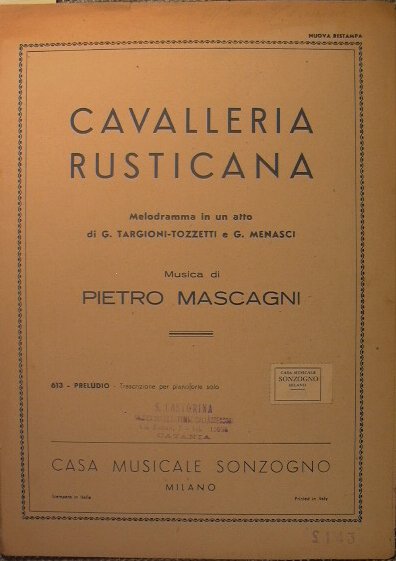 NUOVA RISTAMPA
CAVALLERIA
RUSTICANA
Melodramma in un atto
di G. TARGIONI-TOZZETTI e G. MENASCI
Musica di
PIETRO MASCAGNI
613 - PRELUDIO - Trascrizione per pianoforte solo
CASA MUSICALE
SONZOGNO
MILANO
S. CASTORINA
CATANIA
CASA MUSICALE SONZOGNO
MILANO
Stampato in Italia
Printed in Italy